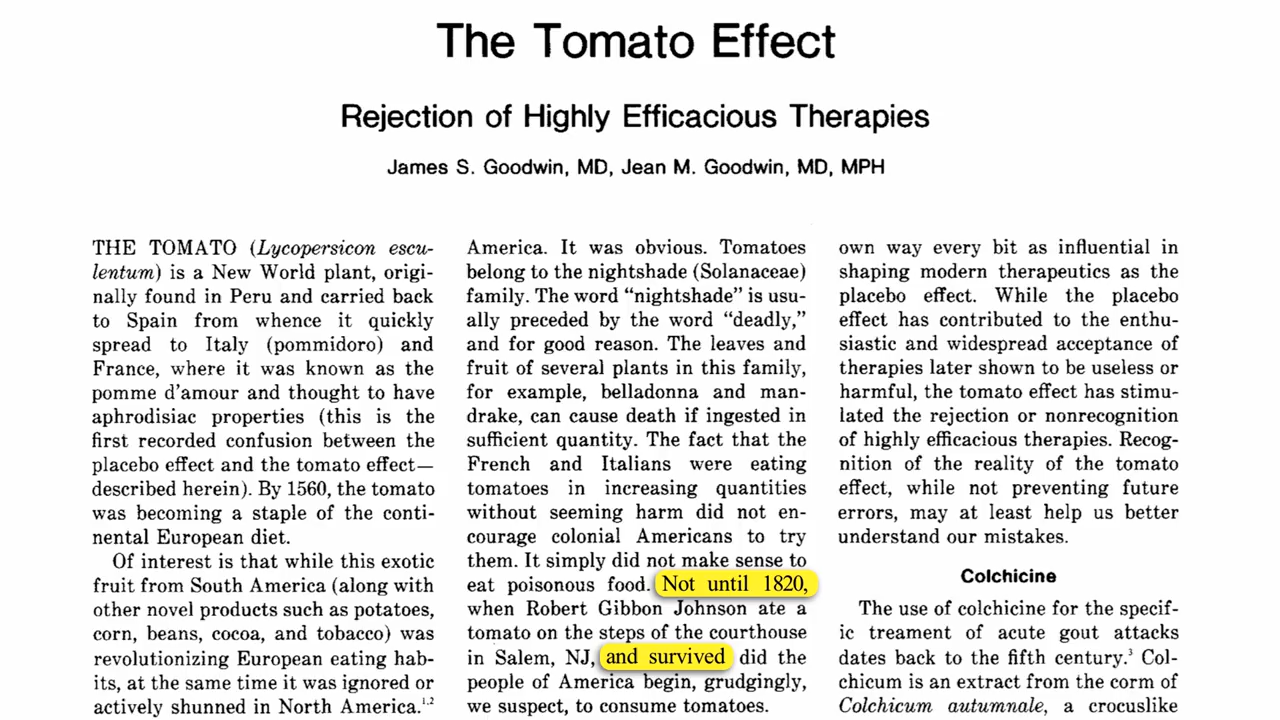 The Tomato Effect
Rejection of Highly Efficacious Therapies
James S. Goodwin, MD, Jean M. Goodwin, MD, MPH
THE TOMATO (Lycopersicon escu-
lentum) is a New World plant, origi-
nally found in Peru and carried back
to Spain from whence it quickly
spread to Italy (pommidoro) and
France, where it was known as the
pomme d'amour and thought to have
aphrodisiac properties (this is the
first recorded confusion between the
placebo effect and the tomato effect—
described herein). By 1560, the tomato
was becoming a staple of the conti-
nental European diet.
Of interest is that while this exotic
fruit from South America (along with
other novel products such as potatoes,
corn, beans, cocoa, and tobacco) was
revolutionizing European eating hab-
its, at the same time it was ignored or
actively shunned in North America.1,2
America. It was obvious. Tomatoes
belong to the nightshade (Solanaceae)
family. The word “nightshade” is usu-
ally preceded by the word “deadly,”
and for good reason. The leaves and
fruit of several plants in this family,
for example, belladonna and man-
drake, can cause death if ingested in
sufficient quantity. The fact that the
French and Italians were eating
tomatoes in increasing quantities
without seeming harm did not en-
courage colonial Americans to try
them. It simply did not make sense to
eat poisonous food. Not until 1820,
when Robert Gibbon Johnson ate a
tomato on the steps of the courthouse
in Salem, NJ, and survived did the
people of America begin, grudgingly,
we suspect, to consume tomatoes.
own way every bit as influential in
shaping modern therapeutics as the
placebo effect. While the placebo
effect has contributed to the enthu-
siastic and widespread acceptance of
therapies later shown to be useless or
harmful, the tomato effect has stimu-
lated the rejection or nonrecognition
of highly efficacious therapies. Recog-
nition of the reality of the tomato
effect, while not preventing future
errors, may at least help us better
understand our mistakes.
Colchicine
The use of colchicine for the specif-
ic treament of acute gout attacks
dates back to the fifth century.3 Col-
chicum is an extract from the corm of
Colchicum autumnale, a crocuslike